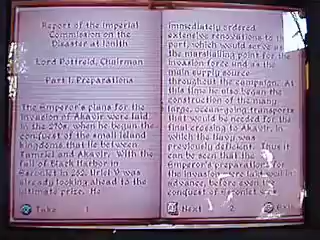 Report of the Imperial
Commission on the
Disaster at Ionith
Lord Pottreid, Chairman
Part I: Preparations
The Emperor's plans for the
invasion of Akavir were laid
in the 270s, when he began the
conquest of the small island
kingdoms that lie between
Tamriel and Akavir. With the
fall of Black Harbor in
Esroniet in 282, Uriel V was
already looking ahead to the
ultimate prize. He
immediately ordered
extensive renovations to the
port, which would serve as
the marshalling point for the
invasion force and as the
main supply source
throughout the campaign. At
this time he also began the
construction of the many
large, ocean-going transports
that would be needed for the
final crossing to Akavir, in
which the Navy was
previously deficient. Thus it
can be seen that the
Emperor's preparations for
the invasion were laid well in
advance, before even the
conquest of Esroniet was
Take
Next
2
Exit